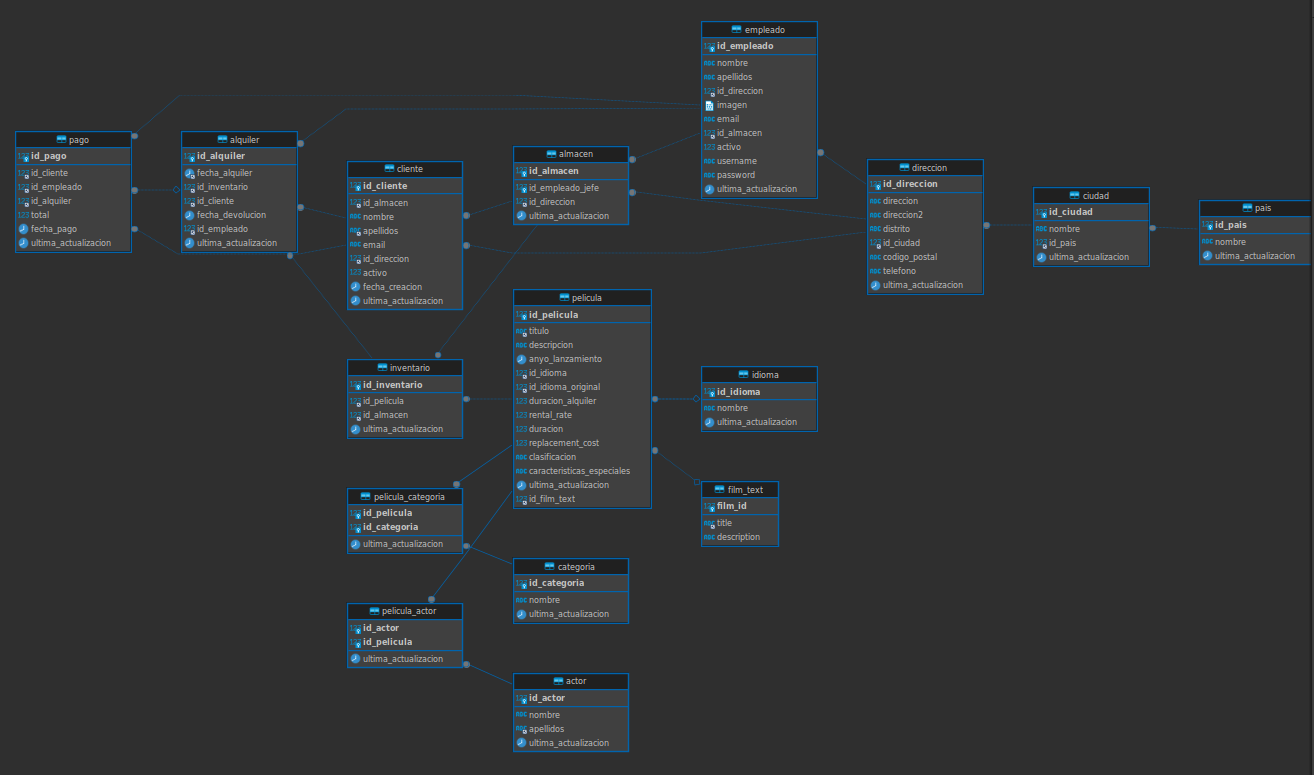 empleado
id_empleado
nombre
apellidos
id_direccion
imagen
email
id_almacen
activo
username
password
ultima_actualizacion
pago
id_pago
id_cliente
id_empleado
id_alquiler
total
fecha_pago
ultima_actualizacion
alquiler
id_alquiler
fecha_alquiler
id_inventario
id_cliente
fecha_devolucion
id_empleado
ultima_actualizacion
cliente
id_cliente
id_almacen
nombre
apellidos
email
id_direccion
activo
fecha_creacion
ultima_actualizacion
almacen
id_almacen
id_empleado_jefe
id_direccion
ultima_actualizacion
direccion
id_direccion
direccion
direccion2
distrito
id_ciudad
codigo_postal
telefono
ultima_actualizacion
ciudad
id_ciudad
nombre
id_pais
ultima_actualizacion
pais
id_pais
nombre
ultima_actualizacion
pelicula
id_pelicula
titulo
descripcion
anyo_lanzamiento
id_idioma
id_idioma_original
duracion_alquiler
rental_rate
duracion
replacement_cost
clasificacion
caracteristicas_especiales
ultima_actualizacion
id_film_text
inventario
id_inventario
id_pelicula
id_almacen
ultima_actualizacion
idioma
id_idioma
nombre
ultima_actualizacion
film_text
film_id
title
description
pelicula_categoria
id_pelicula
id_categoria
ultima_actualizacion
categoria
id_categoria
nombre
ultima_actualizacion
pelicula_actor
id_actor
id_pelicula
ultima_actualizacion
actor
id_actor
nombre
apellidos
ultima_actualizacion